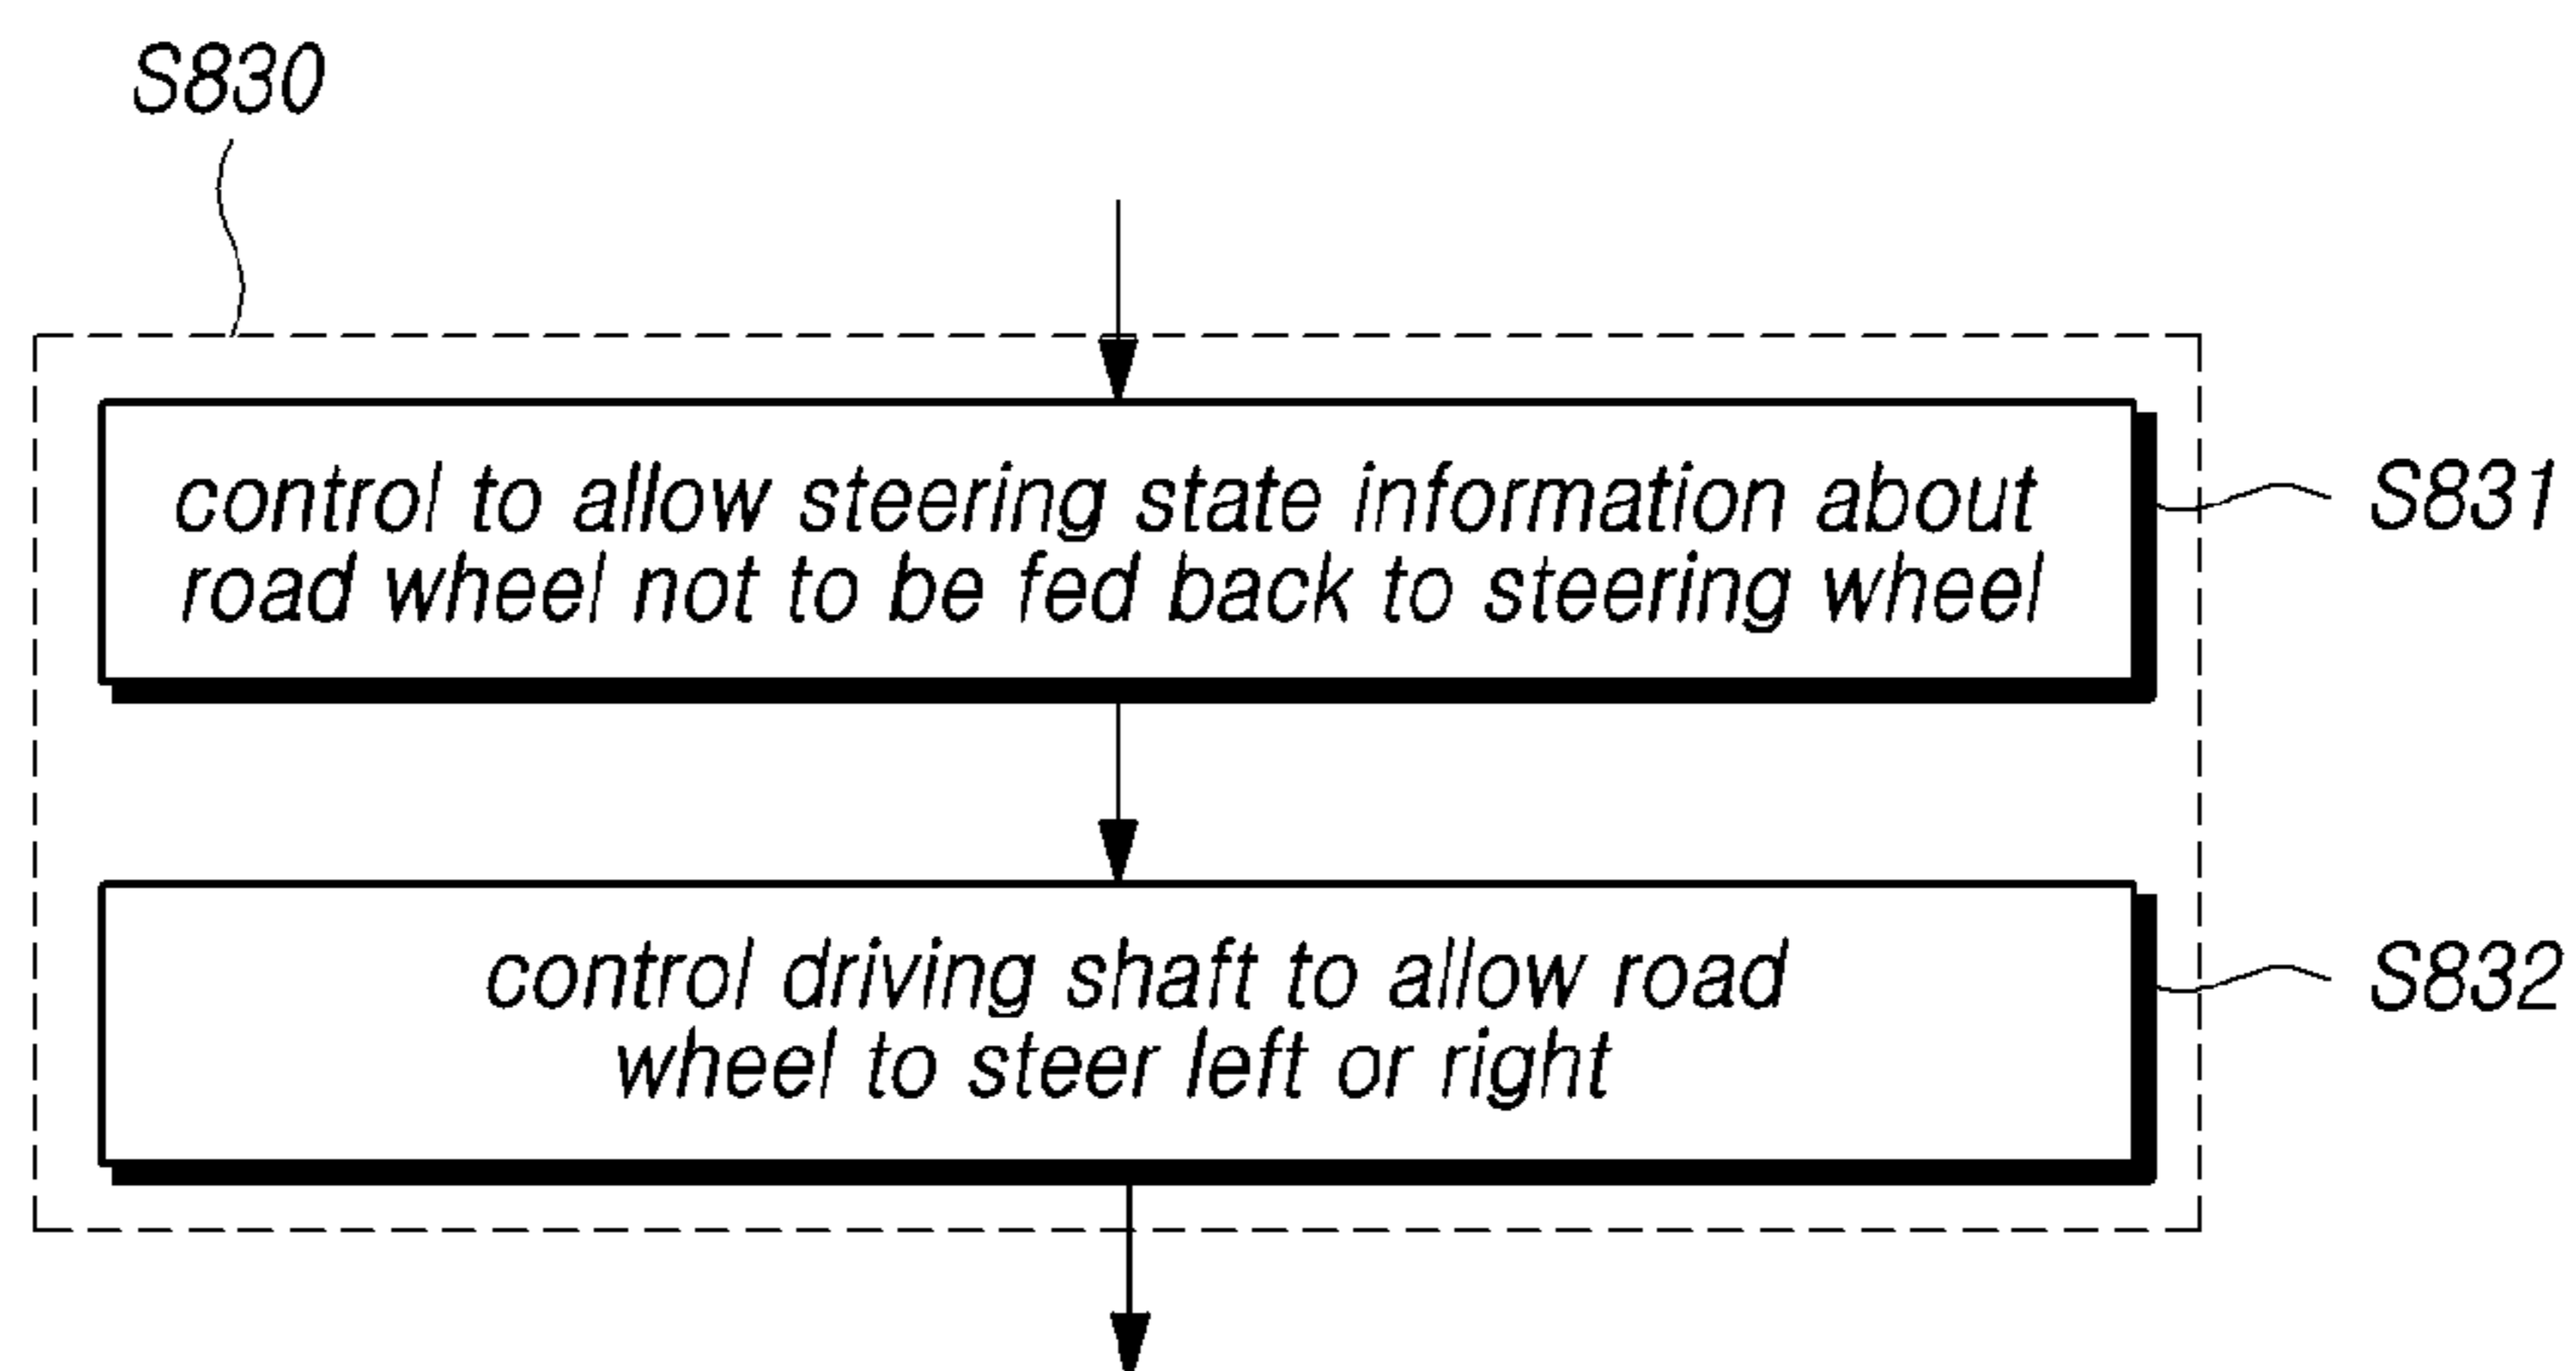 S830
control to allow steering state information about
road wheel not to be fed back to steering wheel
S831
control driving shaft to allow road
wheel to steer left or right
S832